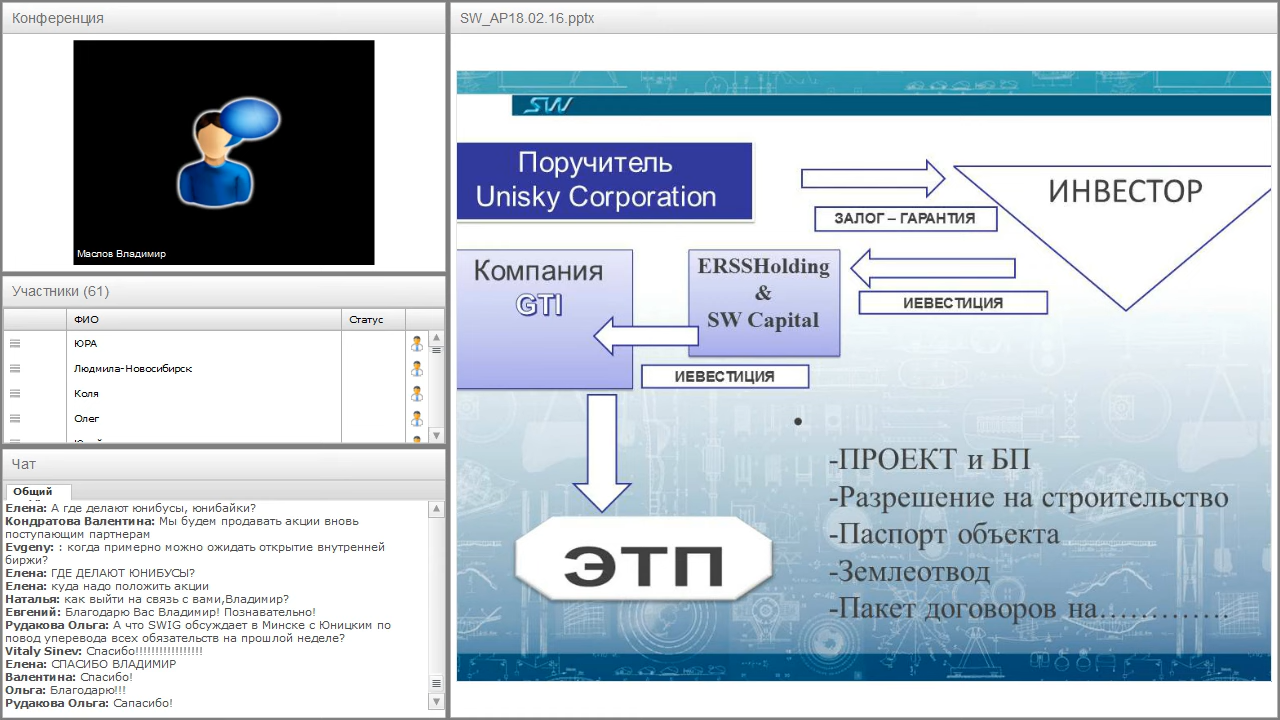 Конференция
Маслов Владимир
Участники (61)
ФИО
Статус
ЮРА
Людмила-Новосибирск
Коля
Олег
Чат
Общий
Елена: А где делают юнибусы, юнибайки?
Кондратова Валентина: Мы будем продавать акции вновь
поступающим партнерам
Evgeny: : когда примерно можно ожидать открытие внутренней
биржи?
Елена: ГДЕ ДЕЛАЮТ ЮНИБУСЫ?
Елена: куда надо положить акции
Наталья: как выйти на связь с вами,Владимир?
Евгений: Благодарю Вас Владимир! Познавательно!
Рудакова Ольга: А что SWIG обсуждает в Минске с Юницким по
поводу уперевода всех обязательств на прошлой неделе?
Vitaly Sinev: Спасибо!!!!!!!!!!!!!!!!!
Елена: СПАСИБО ВЛАДИМИР
Валентина: Спасибо!
Ольга: Благодарю!!!
Рудакова Ольга: Сапасибо!
SW_AP18.02.16.pptx
SW
Поручитель
Unisky Corporation
ЗАЛОГ – ГАРАНТИЯ
ИНВЕСТОР
Компания
GTI
ERSSHolding
&
SW Capital
ИЕВЕСТИЦИЯ
ИЕВЕСТИЦИЯ
ЭТП
•
-ПРОЕКТ и БП
-Разрешение на строительство
-Паспорт объекта
-Землеотвод
-Пакет договоров на…………..